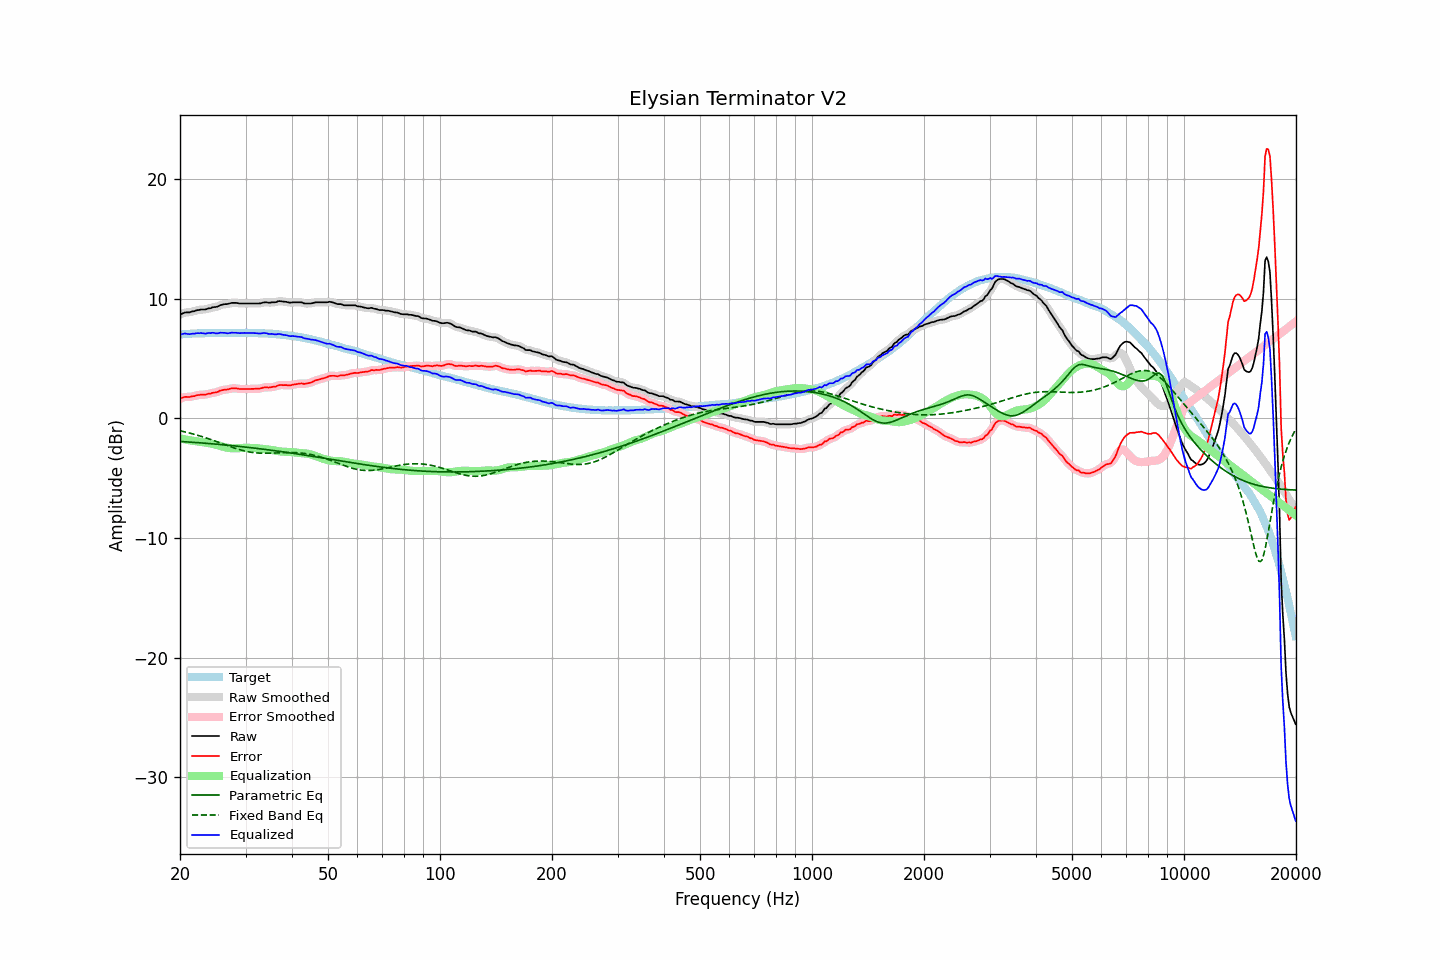 Elysian Terminator V2
Amplitude (dBr)
20
10
0
−10
−20
−30
Target
Raw Smoothed
Error Smoothed
Raw
Error
Equalization
Parametric Eq
Fixed Band Eq
Equalized
20 50 100 200 500 1000 2000 5000 10000 20000
Frequency (Hz)